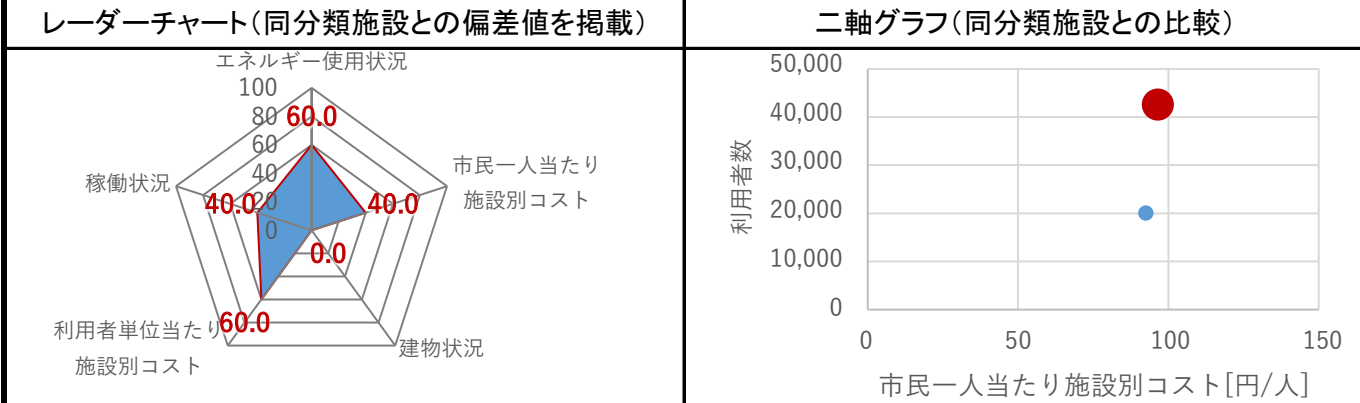 レーダーチャート(同分類施設との偏差値を掲載)
二軸グラフ(同分類施設との比較)
エネルギー使用状況
100
80
60
40
20
0
60.0
市民一人当たり
施設別コスト
40.0
0.0
建物状況
60.0
利用者単位当たり
施設別コスト
40.0
稼働状況
50,000
40,000
30,000
20,000
10,000
0
利用者数
0
50
100
150
市民一人当たり施設別コスト[円/人]